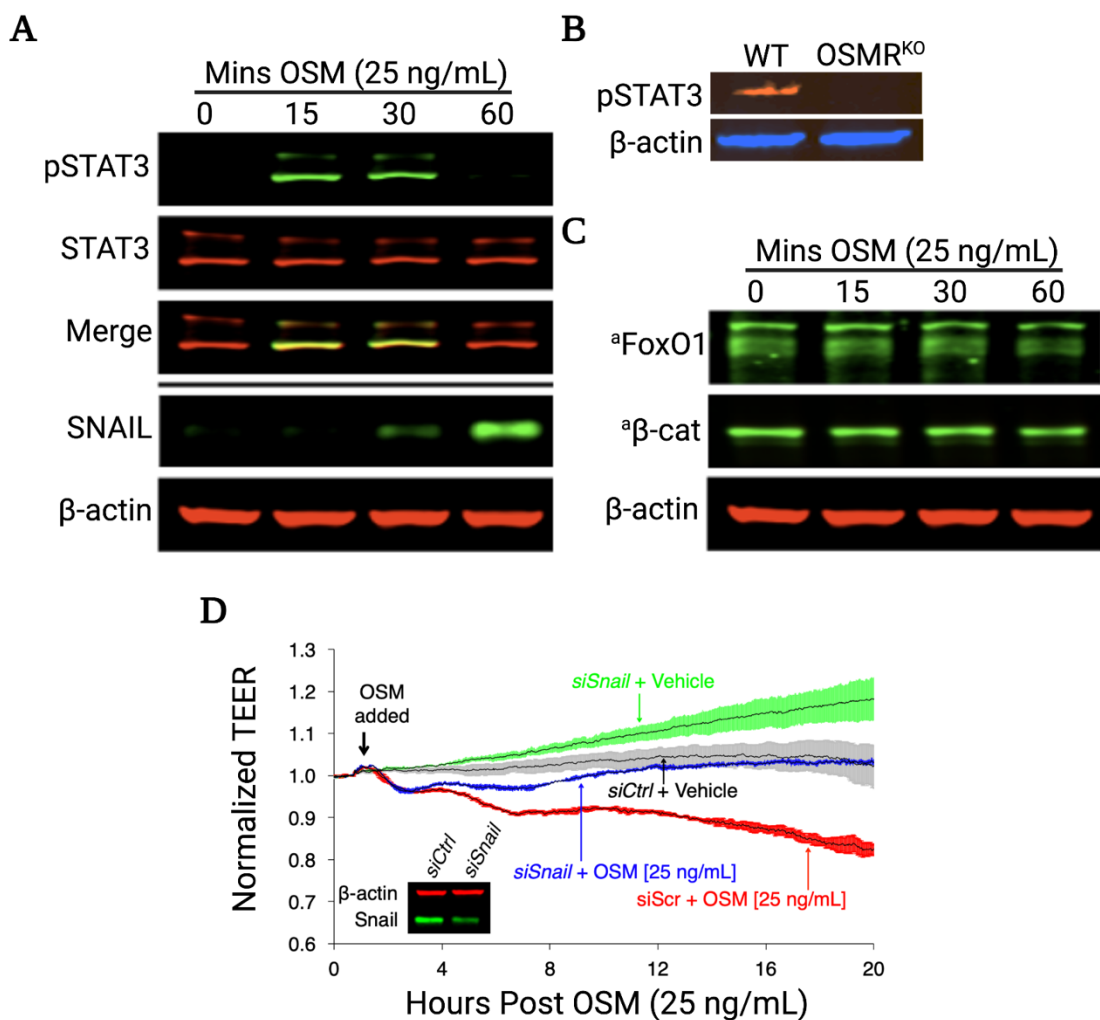 A
Mins OSM (25 ng/mL)
0 15 30 60
pSTAT3
STAT3
Merge
SNAIL
β-actin
B
WT OSMRᴷᴼ
pSTAT3
β-actin
C
Mins OSM (25 ng/mL)
0 15 30 60
ᵃFoxO1
ᵃβ-cat
β-actin
D
Normalized TEER
1.3
1.2
1.1
1.0
0.9
0.8
0.7
0.6
OSM
added
siSnail + Vehicle
siCtrl + Vehicle
siSnail + OSM [25 ng/mL]
siScr + OSM [25 ng/mL]
siCtrl siSnail
β-actin
Snail
0 4 8 12 16 20
Hours Post OSM (25 ng/mL)